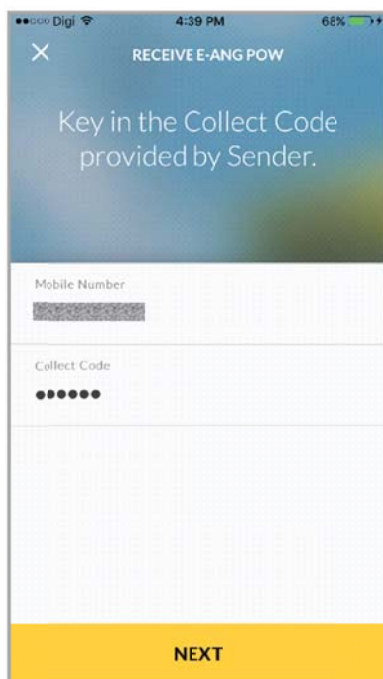 Digi 4:39 PM 68%
RECEIVE E-ANG POW
Key in the Collect Code
provided by Sender.
Mobile Number
Collect Code
●●●●●●
NEXT